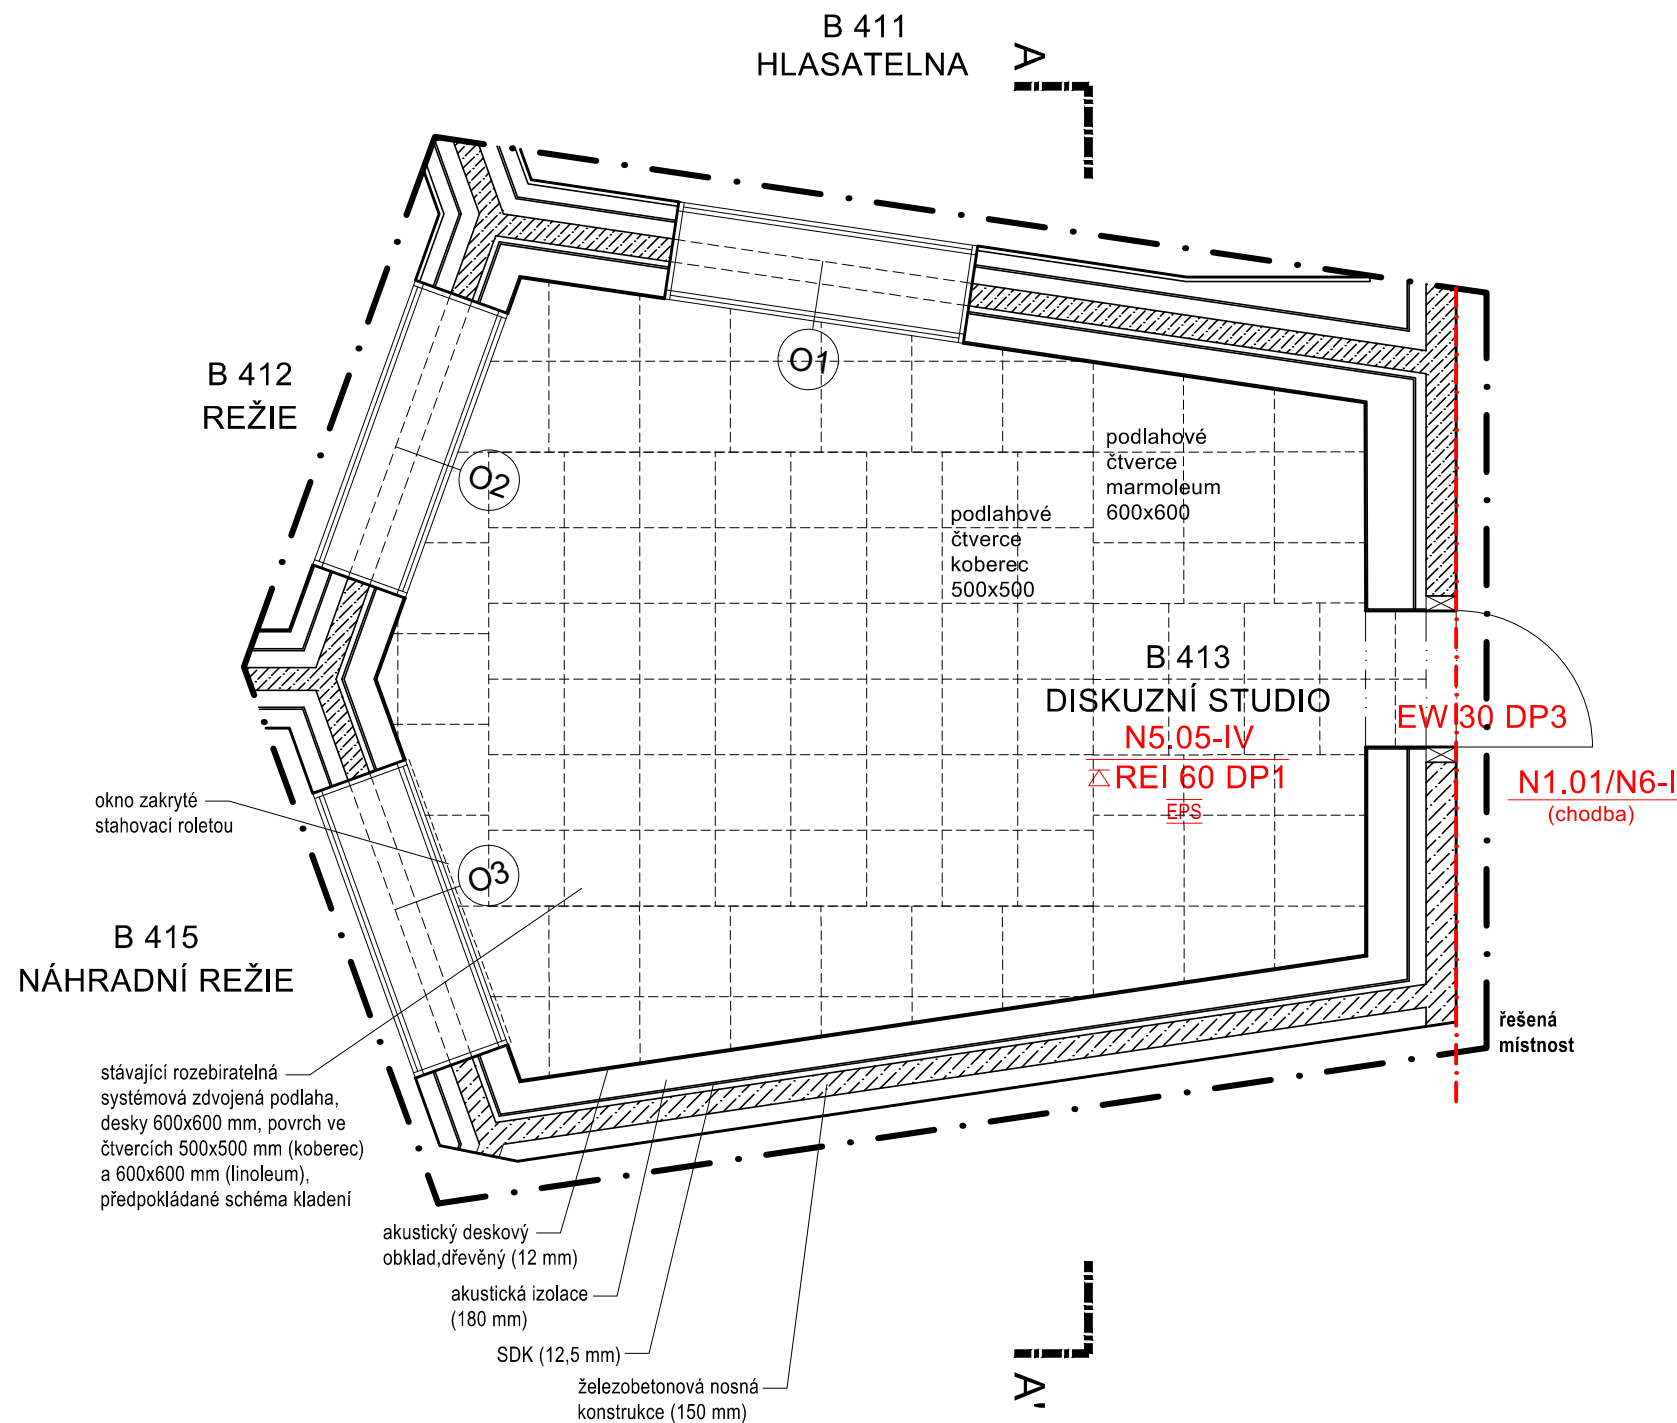 B 411
HLASATELNA
A
B 412
REŽIE
O1
O2
podlahové
čtverce
marmoleum
600x600
podlahové
čtverce
koberec
500x500
B 413
DISKUZNÍ STUDIO
N5.05-IV
REI 60 DP1
EPS
EW 30 DP3
N1.01/N6-I
(chodba)
okno zakryté
stahovací roletou
O3
B 415
NÁHRADNÍ REŽIE
řešená
místnost
stávající rozebiratelná
systémová zdvojená podlaha,
desky 600x600 mm, povrch ve
čtvercích 500x500 mm (koberec)
a 600x600 mm (linoleum),
předpokládané schéma kladení
akustický deskový
obklad,dřevěný (12 mm)
akustická izolace
(180 mm)
SDK (12,5 mm)
železobetonová nosná
konstrukce (150 mm)
A'